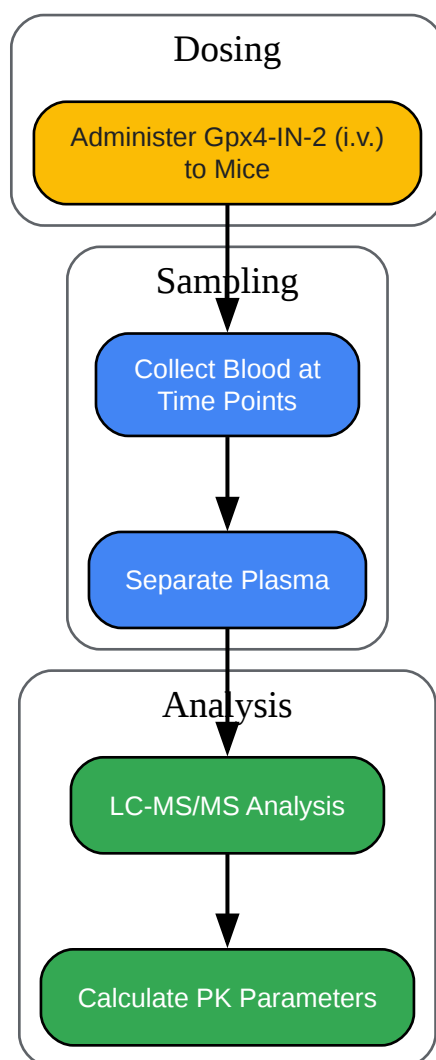 Dosing
Administer Gpx4-IN-2 (i.v.)
to Mice
Sampling
Collect Blood at
Time Points
Separate Plasma
Analysis
LC-MS/MS Analysis
Calculate PK Parameters